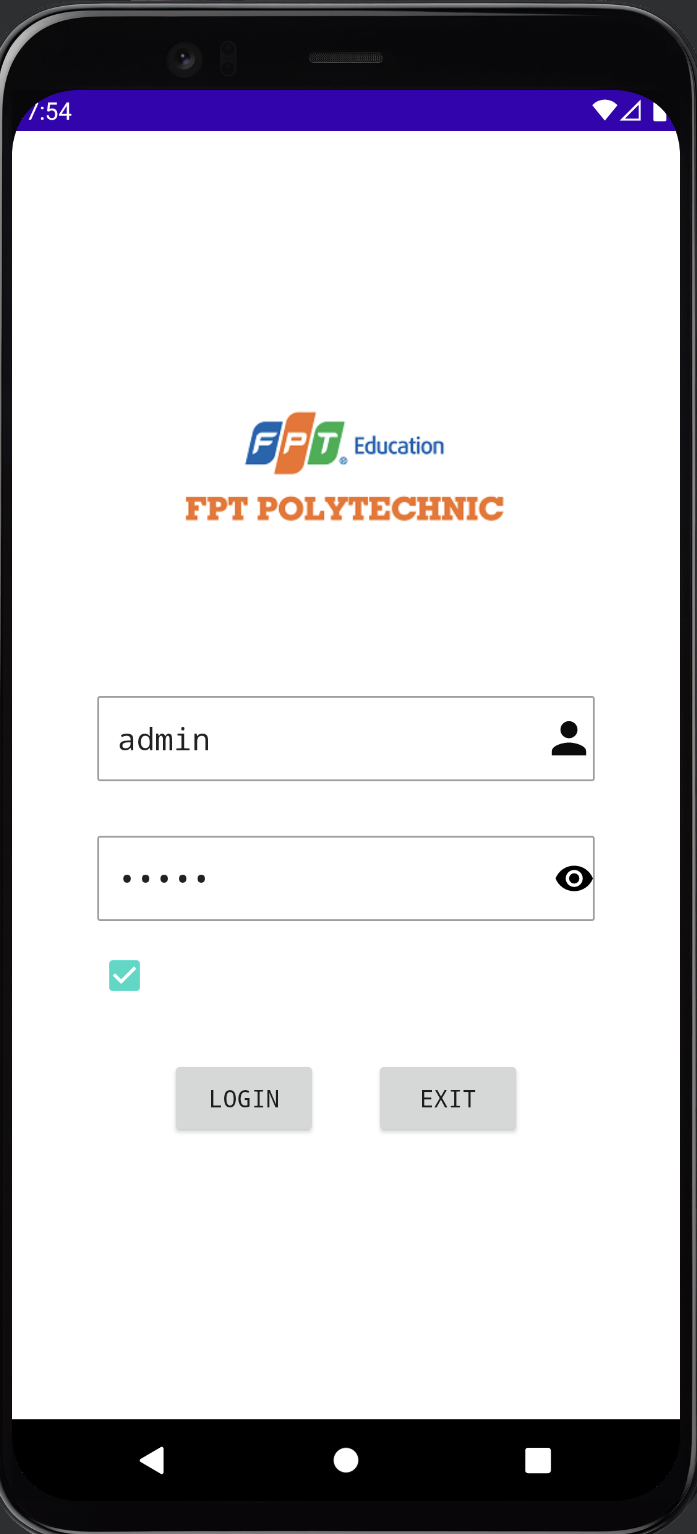 7:54
FPT® Education
FPT POLYTECHNIC
admin
•••••
LOGIN EXIT